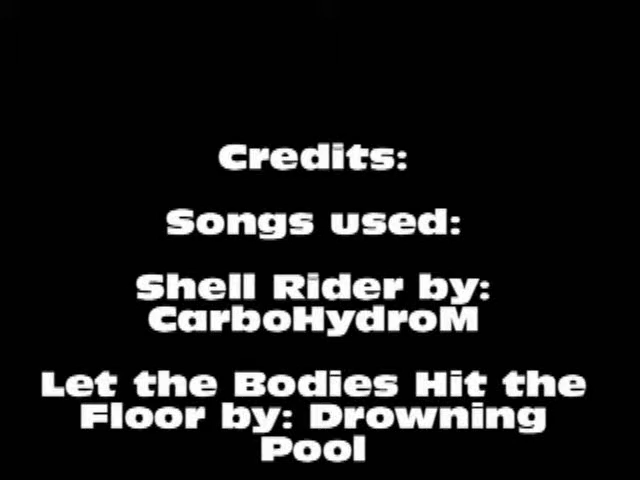 Credits:
Songs used:
Shell Rider by:
CarboHydroM
Let the Bodies Hit the
Floor by: Drowning
Pool